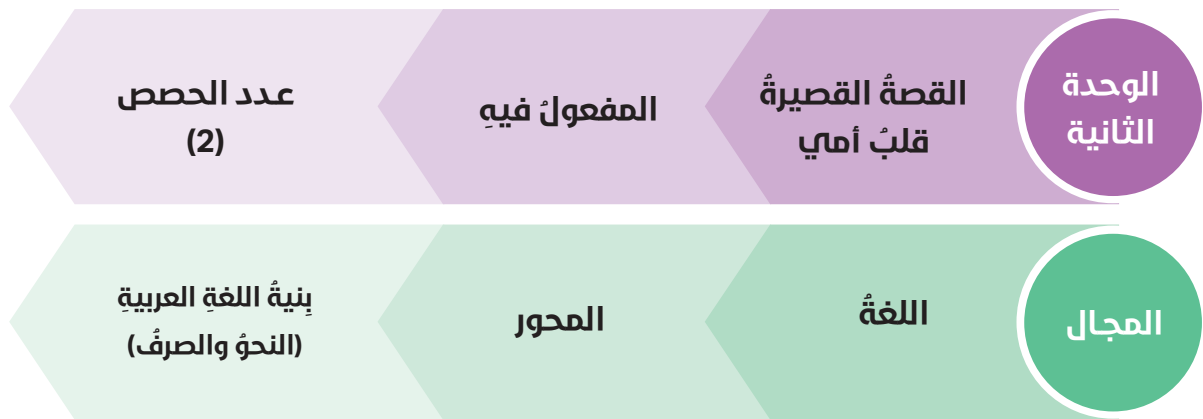 الوحدة
الثانية
القصةُ القصيرةُ
قلبُ أمي
المفعولُ فيهِ
عدد الحصص
(2)
المجال
اللغةُ
المحور
بِنيةُ اللغةِ العربيةِ
(النحوُ والصرفُ)